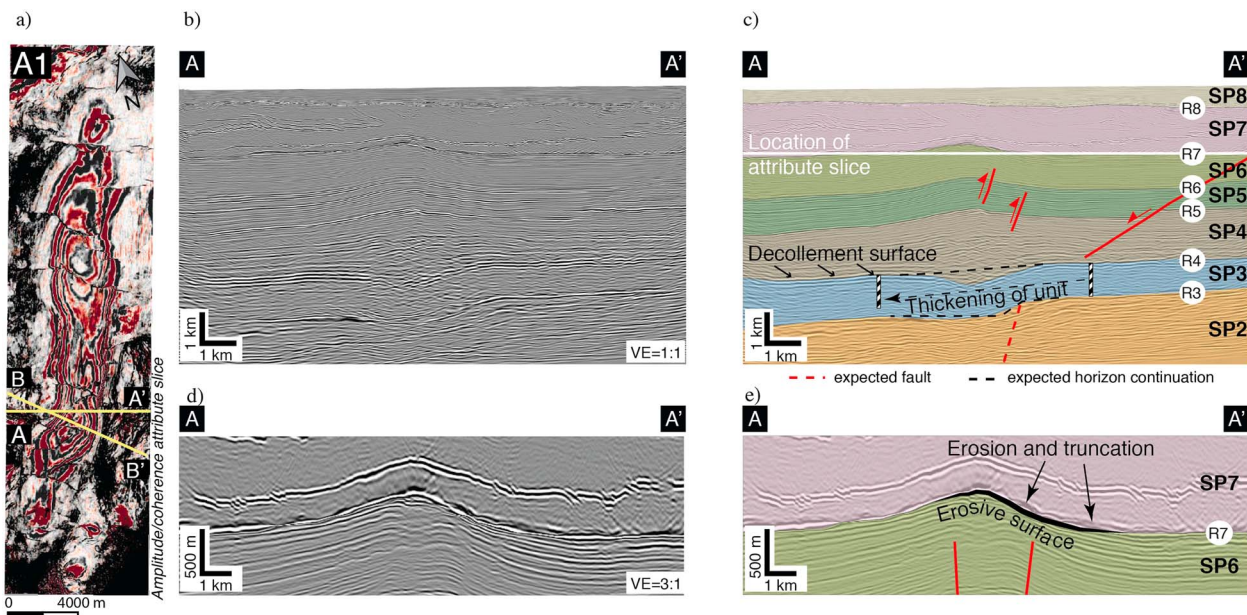 a)
A1
N
B
A'
A
B'
0 4000 m
Amplitude/coherence attribute slice
b)
A A'
1 km
1 km
VE=1:1
c)
A A'
SP8
R8
SP7
Location of
attribute slice
R7
SP6
R6
SP5
R5
SP4
Decollement surface
R4
SP3
Thickening of unit
R3
SP2
1 km
1 km
expected fault expected horizon continuation
d)
A A'
500 m
1 km
VE=3:1
e)
A A'
Erosion and truncation
SP7
Erosive surface
R7
SP6
500 m
1 km